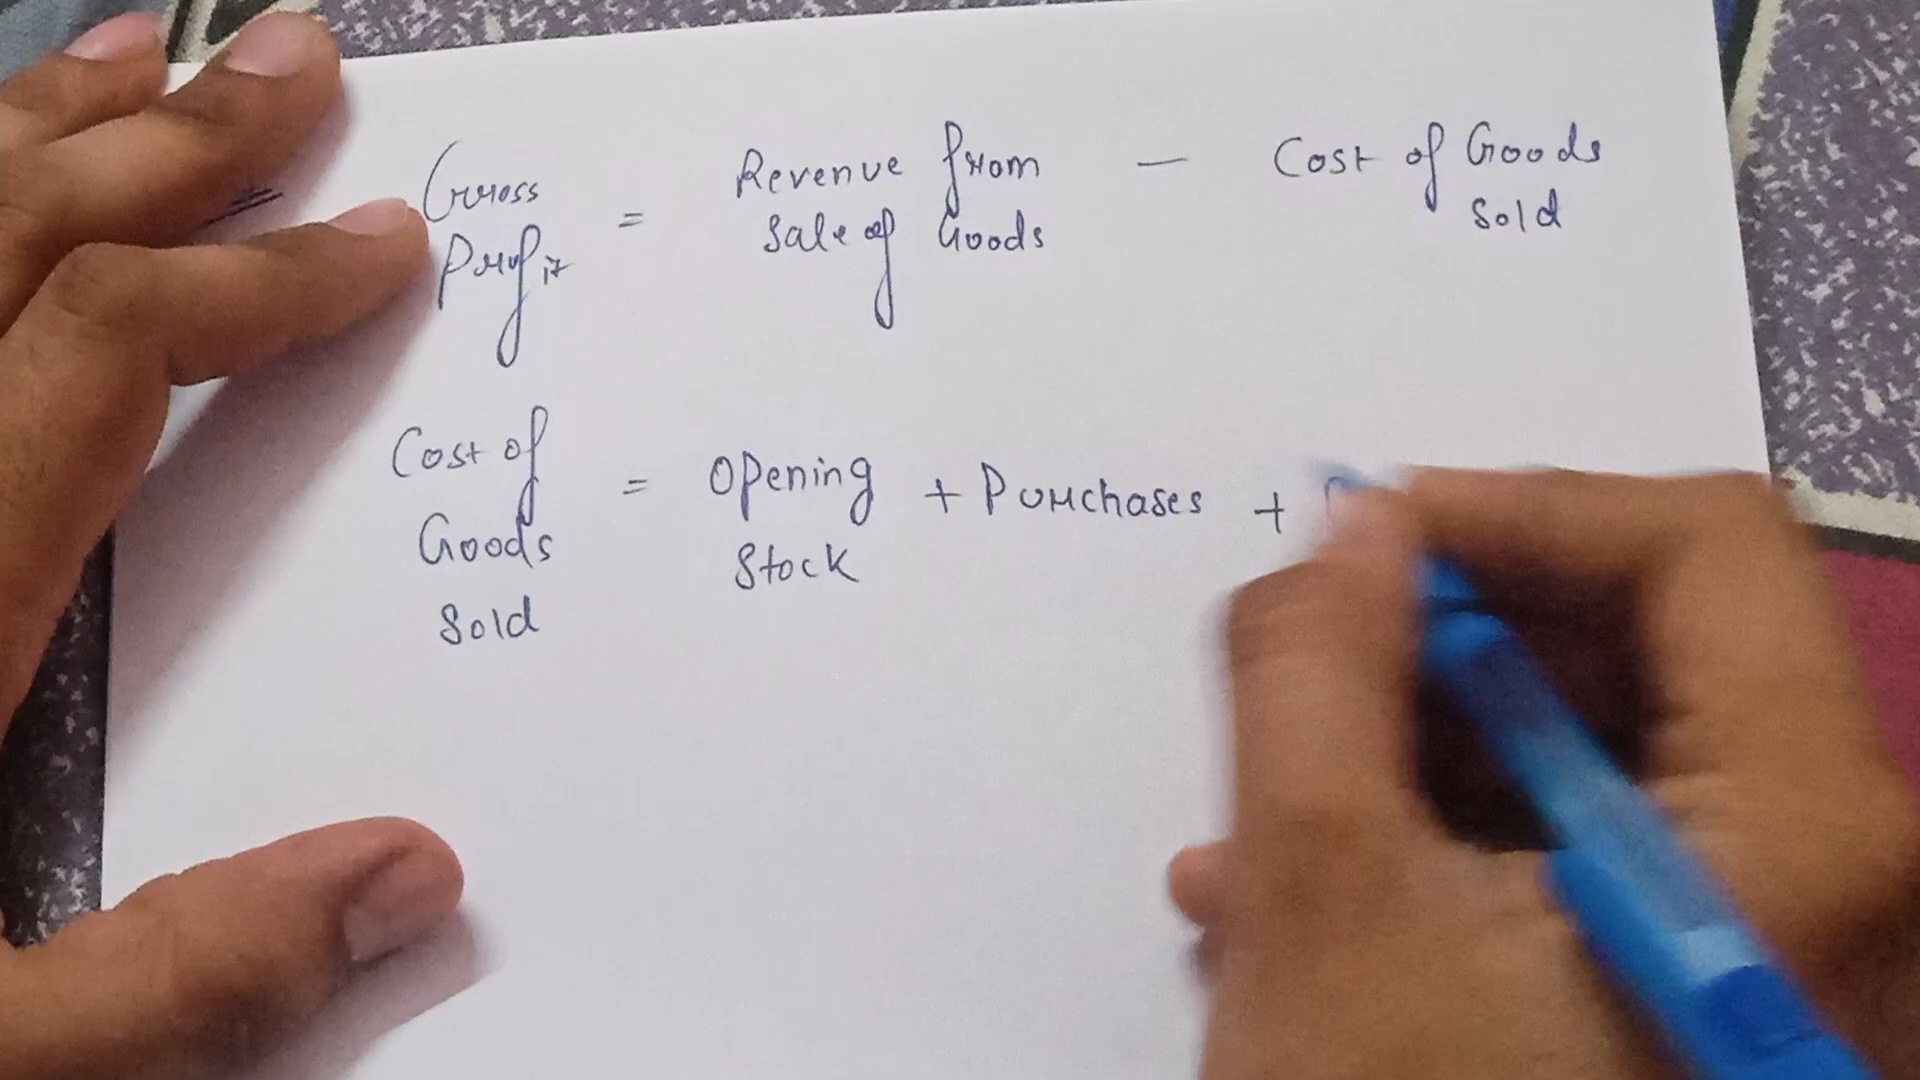 Gross Profit = Revenue from Sale of Goods — Cost of Goods Sold
Cost of Goods Sold = Opening Stock + Purchases +